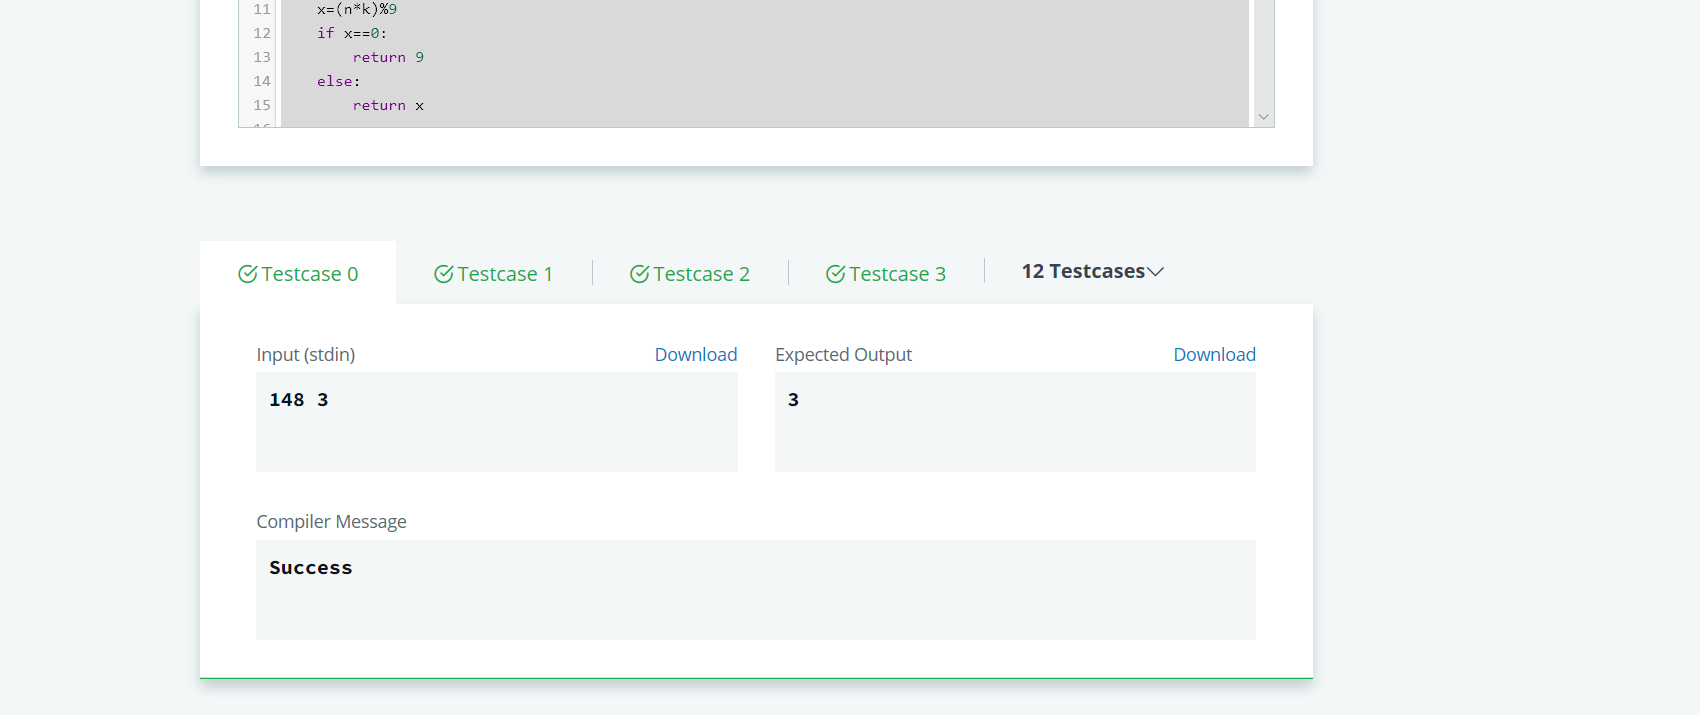 11 x=(n*k)%9
12 if x==0:
13 return 9
14 else:
15 return x
Testcase 0 Testcase 1 Testcase 2 Testcase 3 12 Testcases
Input (stdin) Download Expected Output Download
148 3 3
Compiler Message
Success